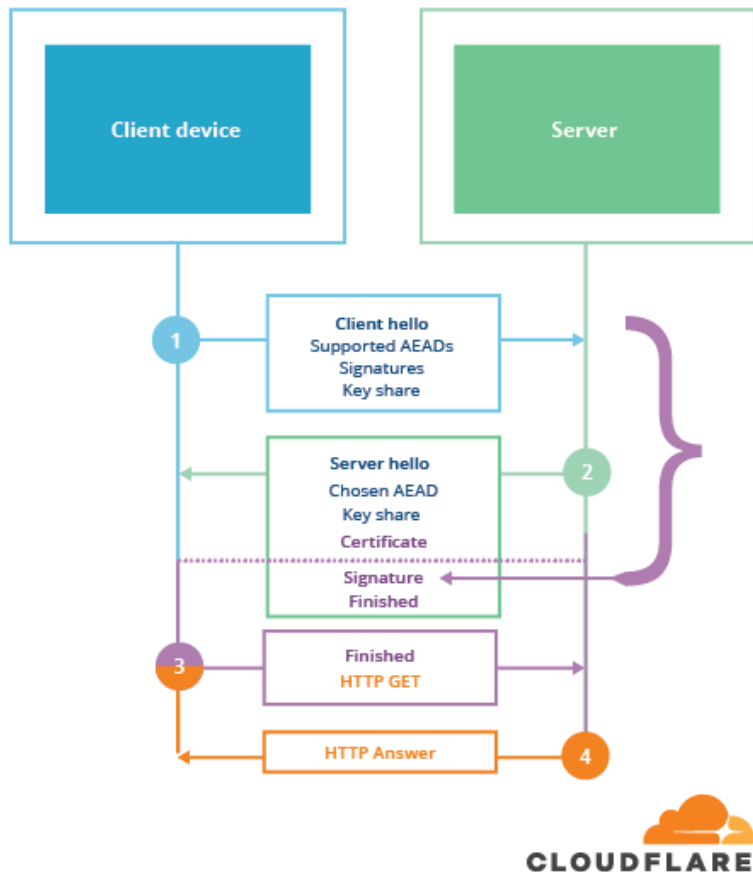 Client device
Server
1
Client hello
Supported AEADs
Signatures
Key share
Server hello
2
Chosen AEAD
Key share
Certificate
Signature
Finished
3
Finished
HTTP GET
HTTP Answer
4
CLOUDFLARE